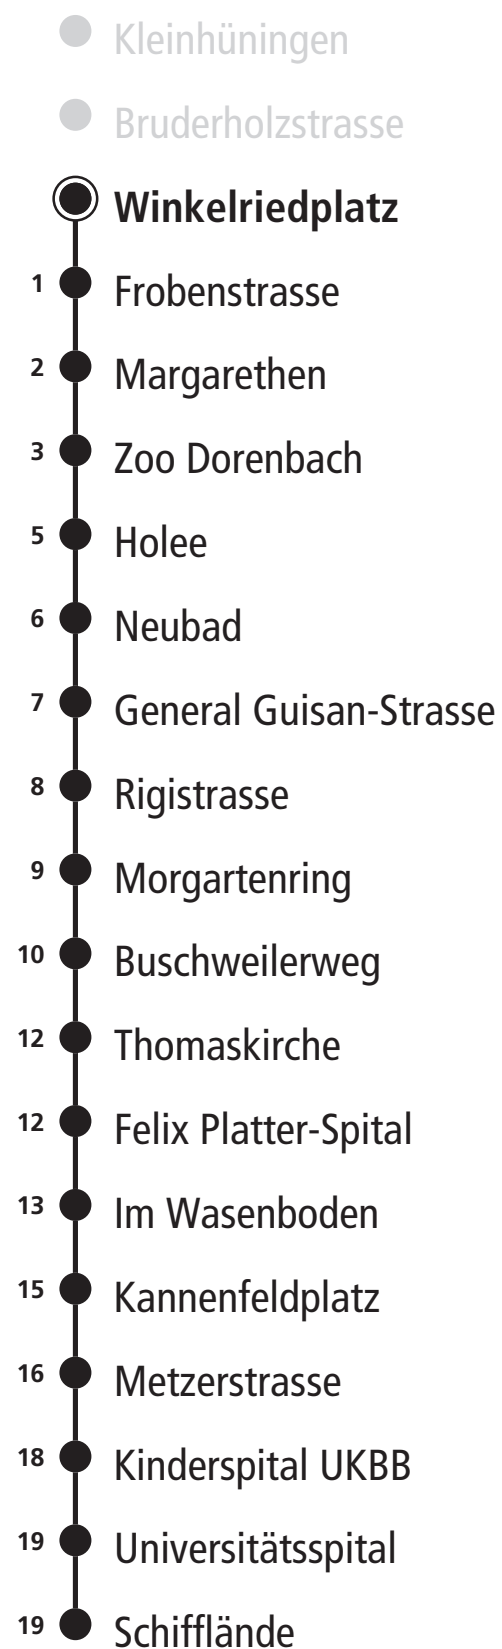 Kleinhüningen
Bruderholzstrasse
Winkelriedplatz
1 Frobenstrasse
2 Margarethen
3 Zoo Dorenbach
5 Holee
6 Neubad
7 General Guisan-Strasse
8 Rigistrasse
9 Morgartenring
10 Buschweilerweg
12 Thomaskirche
12 Felix Platter-Spital
13 Im Wasenboden
15 Kannenfeldplatz
16 Metzerstrasse
18 Kinderspital UKBB
19 Universitätsspital
19 Schifflände